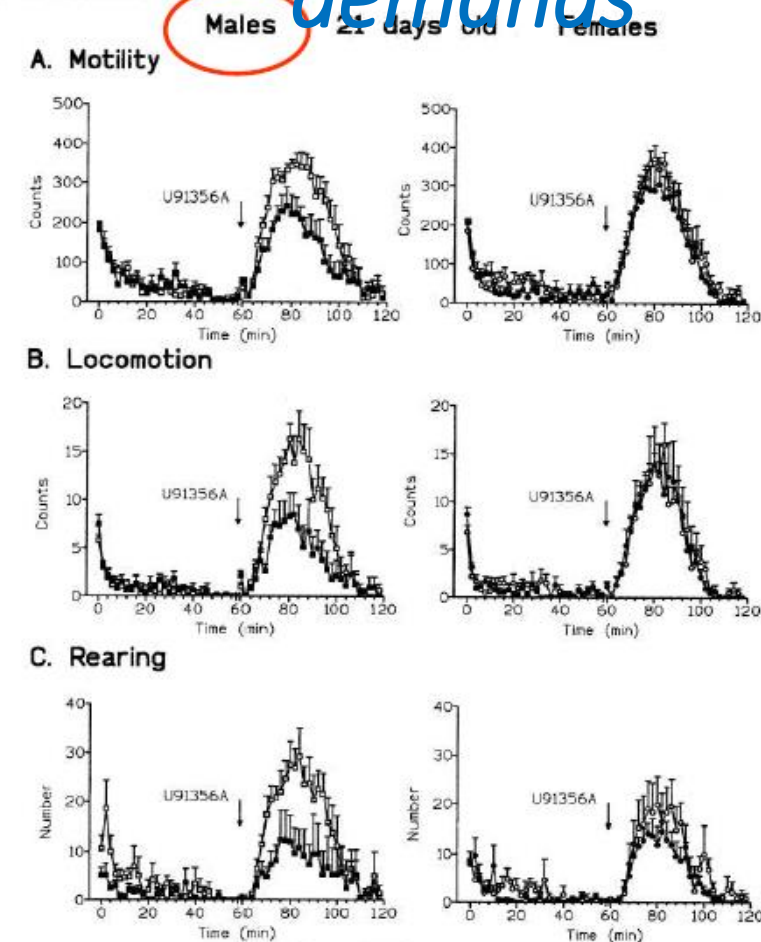 demands
Males 21 days old Females
A. Motility
500
400
300
200
100
0
Counts
U91356A
0 20 40 60 80 100 120
Time (min)
500
400
300
200
100
0
Counts
U91356A
0 20 40 60 80 100 120
Time (min)
B. Locomotion
20
15
10
5
0
Counts
U91356A
0 20 40 60 80 100 120
Time (min)
20
15
10
5
0
Counts
U91356A
0 20 40 60 80 100 120
Time (min)
C. Rearing
40
30
20
10
0
Number
U91356A
0 20 40 60 80 100 120
Time (min)
40
30
20
10
0
Number
U91356A
0 20 40 60 80 100 120
Time (min)